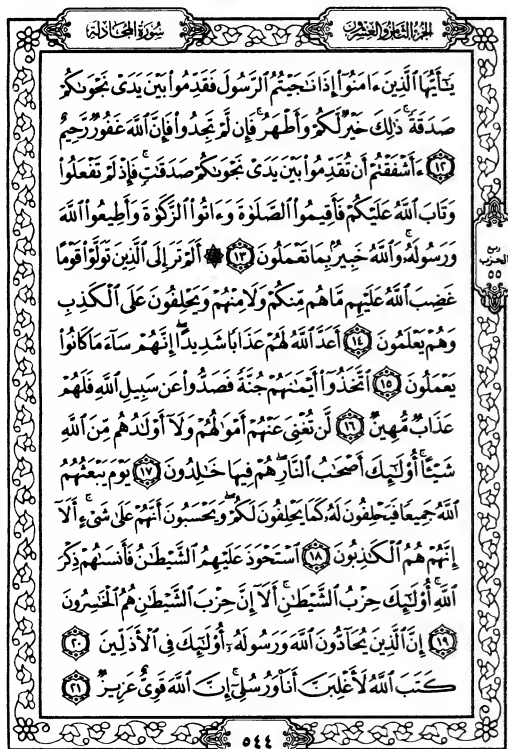 الجزء الثامن والعشرون
سورة المجادلة
يَٰٓأَيُّهَا ٱلَّذِينَ ءَامَنُوٓا۟ إِذَا نَٰجَيْتُمُ ٱلرَّسُولَ فَقَدِّمُوا۟ بَيْنَ يَدَىْ نَجْوَىٰكُمْ
صَدَقَةً ۚ ذَٰلِكَ خَيْرٌ لَّكُمْ وَأَطْهَرُ ۚ فَإِن لَّمْ تَجِدُوا۟ فَإِنَّ ٱللَّهَ غَفُورٌ رَّحِيمٌ
١٢ ءَأَشْفَقْتُمْ أَن تُقَدِّمُوا۟ بَيْنَ يَدَىْ نَجْوَىٰكُمْ صَدَقَٰتٍ ۚ فَإِذْ لَمْ تَفْعَلُوا۟
وَتَابَ ٱللَّهُ عَلَيْكُمْ فَأَقِيمُوا۟ ٱلصَّلَوٰةَ وَءَاتُوا۟ ٱلزَّكَوٰةَ وَأَطِيعُوا۟ ٱللَّهَ
وَرَسُولَهُۥ ۚ وَٱللَّهُ خَبِيرٌۢ بِمَا تَعْمَلُونَ ١٣ ۞ أَلَمْ تَرَ إِلَى ٱلَّذِينَ تَوَلَّوْا۟ قَوْمًا
غَضِبَ ٱللَّهُ عَلَيْهِم مَّا هُم مِّنكُمْ وَلَا مِنْهُمْ وَيَحْلِفُونَ عَلَى ٱلْكَذِبِ
وَهُمْ يَعْلَمُونَ ١٤ أَعَدَّ ٱللَّهُ لَهُمْ عَذَابًا شَدِيدًا ۖ إِنَّهُمْ سَآءَ مَا كَانُوا۟
يَعْمَلُونَ ١٥ ٱتَّخَذُوٓا۟ أَيْمَٰنَهُمْ جُنَّةً فَصَدُّوا۟ عَن سَبِيلِ ٱللَّهِ فَلَهُمْ
عَذَابٌ مُّهِينٌ ١٦ لَّن تُغْنِىَ عَنْهُمْ أَمْوَٰلُهُمْ وَلَآ أَوْلَٰدُهُم مِّنَ ٱللَّهِ
شَيْـًٔا ۚ أُو۟لَٰٓئِكَ أَصْحَٰبُ ٱلنَّارِ ۖ هُمْ فِيهَا خَٰلِدُونَ ١٧ يَوْمَ يَبْعَثُهُمُ
ٱللَّهُ جَمِيعًا فَيَحْلِفُونَ لَهُۥ كَمَا يَحْلِفُونَ لَكُمْ ۖ وَيَحْسَبُونَ أَنَّهُمْ عَلَىٰ شَىْءٍ ۚ أَلَآ
إِنَّهُمْ هُمُ ٱلْكَٰذِبُونَ ١٨ ٱسْتَحْوَذَ عَلَيْهِمُ ٱلشَّيْطَٰنُ فَأَنسَىٰهُمْ ذِكْرَ
ٱللَّهِ ۚ أُو۟لَٰٓئِكَ حِزْبُ ٱلشَّيْطَٰنِ ۚ أَلَآ إِنَّ حِزْبَ ٱلشَّيْطَٰنِ هُمُ ٱلْخَٰسِرُونَ
١٩ إِنَّ ٱلَّذِينَ يُحَآدُّونَ ٱللَّهَ وَرَسُولَهُۥٓ أُو۟لَٰٓئِكَ فِى ٱلْأَذَلِّينَ ٢٠
كَتَبَ ٱللَّهُ لَأَغْلِبَنَّ أَنَا۠ وَرُسُلِىٓ ۚ إِنَّ ٱللَّهَ قَوِىٌّ عَزِيزٌ ٢١
ربع
الحزب
٥٥
٥٤٤